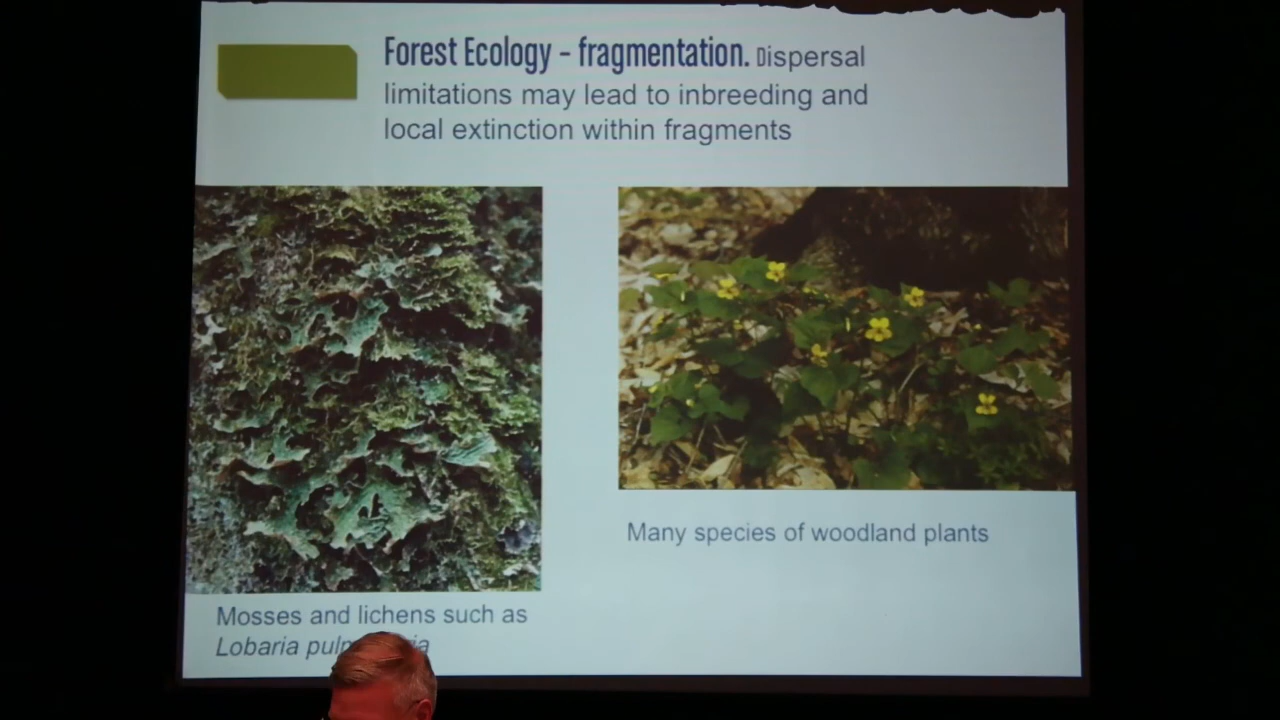 Forest Ecology - fragmentation. Dispersal
limitations may lead to inbreeding and
local extinction within fragments
Many species of woodland plants
Mosses and lichens such as
Lobaria